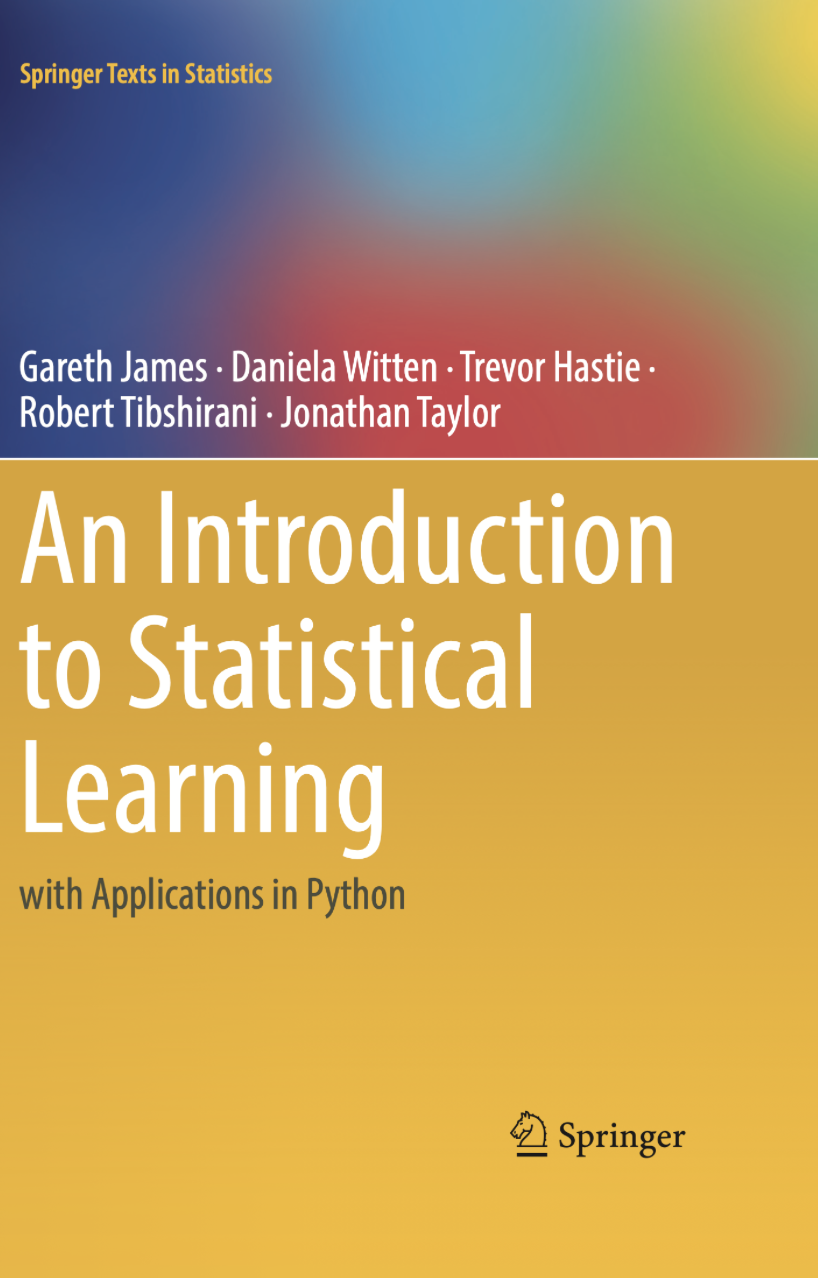 Springer Texts in Statistics
Gareth James · Daniela Witten · Trevor Hastie ·
Robert Tibshirani · Jonathan Taylor
An Introduction
to Statistical
Learning
with Applications in Python
Springer